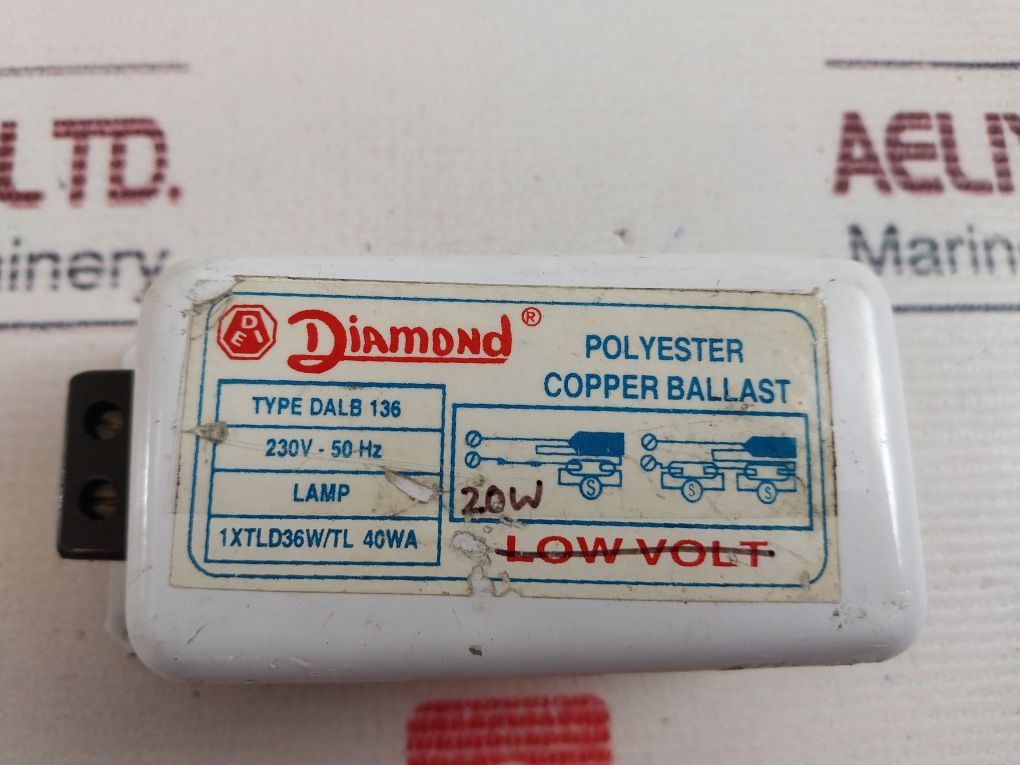 LTD.
AELIY
inery
Marin
DEI
DIAMOND ®
POLYESTER
COPPER BALLAST
TYPE DALB 136
230V - 50 Hz
LAMP
1XTLD36W/TL 40WA
S
S
S
20W
LOW VOLT